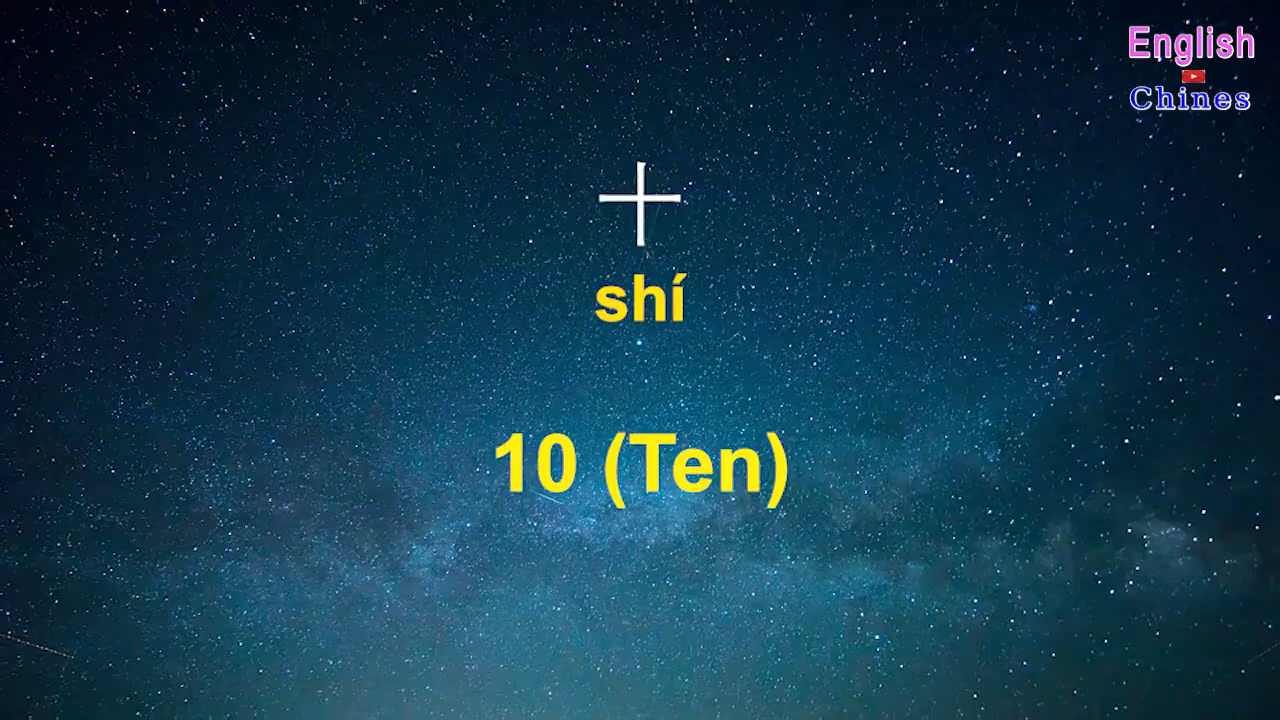 English
Chines
十
shí
10 (Ten)